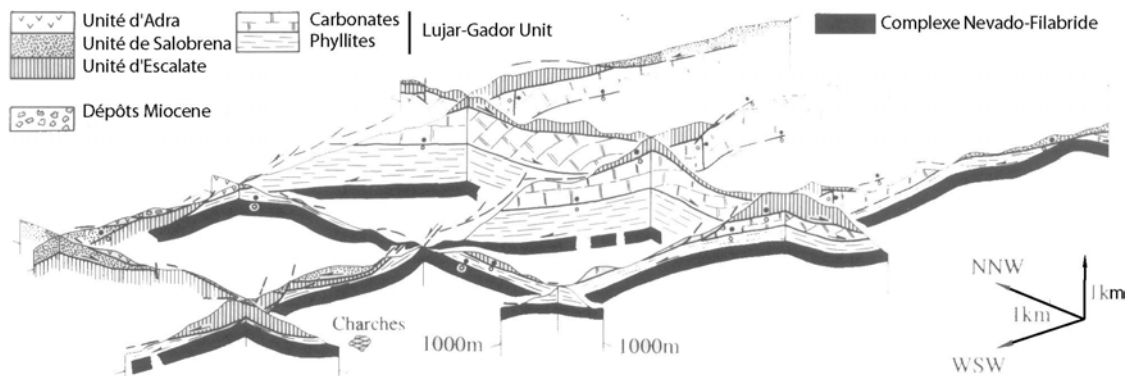 Unité d'Adra
Unité de Salobrena
Unité d'Escalate
Dépôts Miocene
Carbonates
Phyllites
Lujar-Gador Unit
Complexe Nevado-Filabride
Charches
1000m
1000m
NNW
1km
1km
WSW